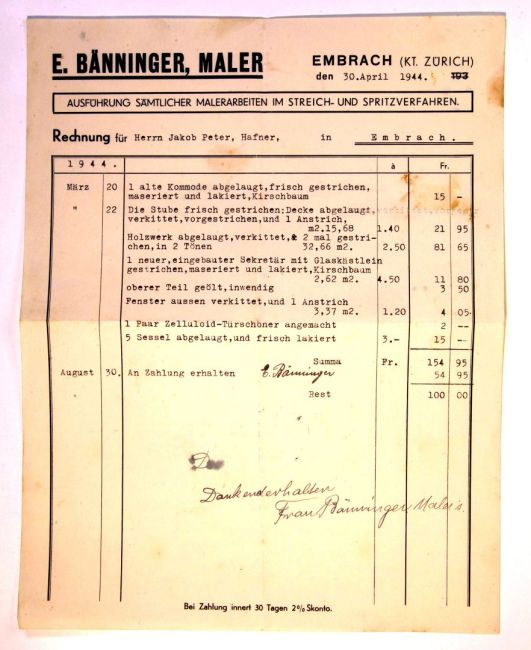 E. BÄNNINGER, MALER
EMBRACH (KT. ZÜRICH)
den 30.April 1944. 193
AUSFÜHRUNG SÄMTLICHER MALERARBEITEN IM STREICH- UND SPRITZVERFAHREN.
Rechnung für Herrn Jakob Peter, Hafner, in Embrach.
1944. à Fr.
März 20 1 alte Kommode abgelaugt,frisch gestrichen,
maseriert und lakiert,Kirschbaum 15 --
" 22 Die Stube frisch gestrichen:Decke abgelaugt,
verkittet,vorgestrichen,und 1 Anstrich,
m2.15,68 1.40 21 95
Holzwerk abgelaugt,verkittet,& 2 mal gestri-
chen,in 2 Tönen 32,66 m2. 2.50 81 65
1 neuer,eingebauter Sekretär mit Glaskästlein
gestrichen,maseriert und lakiert,Kirschbaum
2,62 m2. 4.50 11 80
oberer Teil geölt,inwendig 3 50
Fenster aussen verkittet,und 1 Anstrich
3,37 m2. 1.20 4 05.
1 Paar Zelluloid-Türschoner angemacht 2 --
5 Sessel abgelaugt,und frisch lakiert 3.- 15 --
Summa Fr. 154 95
August 30. An Zahlung erhalten E. Bänninger 54 95
Rest 100 00
Dankend erhalten
Frau Bänninger Maler's.
Bei Zahlung innert 30 Tagen 2% Skonto.